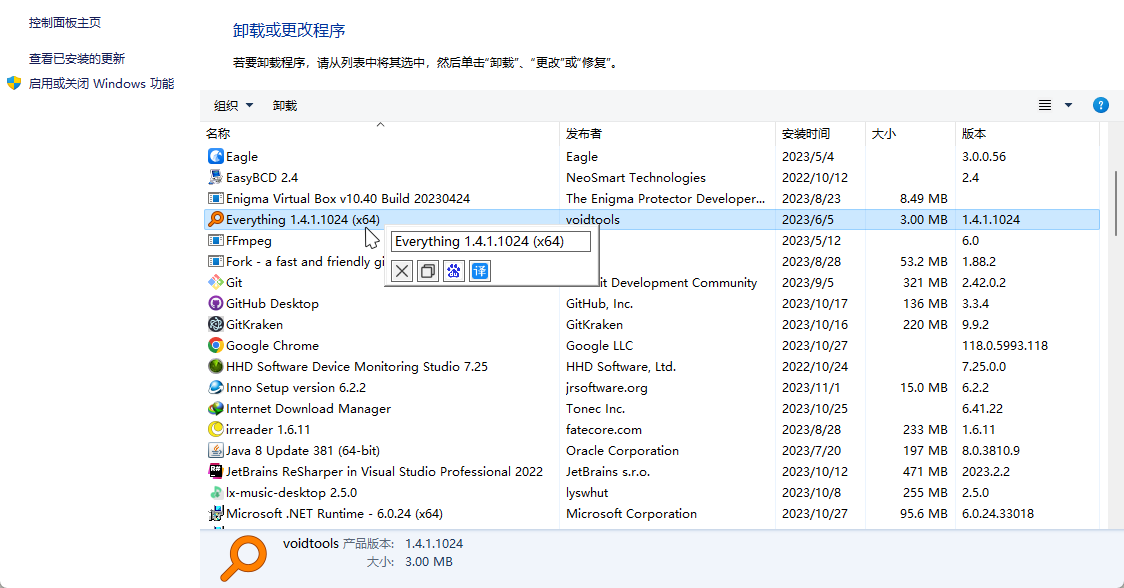 控制面板主页
查看已安装的更新
启用或关闭 Windows 功能
卸载或更改程序
若要卸载程序，请从列表中将其选中，然后单击“卸载”、“更改”或“修复”。
组织 卸载
名称 发布者 安装时间 大小 版本
Eagle Eagle 2023/5/4 3.0.0.56
EasyBCD 2.4 NeoSmart Technologies 2022/10/12 2.4
Enigma Virtual Box v10.40 Build 20230424 The Enigma Protector Developer... 2023/8/23 8.49 MB
Everything 1.4.1.1024 (x64) voidtools 2023/6/5 3.00 MB 1.4.1.1024
FFmpeg 2023/5/12 6.0
Everything 1.4.1.1024 (x64)
Fork - a fast and friendly gi 2023/8/28 53.2 MB 1.88.2
译
Git it Development Community 2023/9/5 321 MB 2.42.0.2
GitHub Desktop GitHub, Inc. 2023/10/17 136 MB 3.3.4
GitKraken GitKraken 2023/10/16 220 MB 9.9.2
Google Chrome Google LLC 2023/10/27 118.0.5993.118
HHD Software Device Monitoring Studio 7.25 HHD Software, Ltd. 2022/10/24 7.25.0.0
Inno Setup version 6.2.2 jrsoftware.org 2023/11/1 15.0 MB 6.2.2
Internet Download Manager Tonec Inc. 2023/10/25 6.41.22
irreader 1.6.11 fatecore.com 2023/8/28 233 MB 1.6.11
Java 8 Update 381 (64-bit) Oracle Corporation 2023/7/20 197 MB 8.0.3810.9
JetBrains ReSharper in Visual Studio Professional 2022 JetBrains s.r.o. 2023/10/12 471 MB 2023.2.2
lx-music-desktop 2.5.0 lyswhut 2023/10/8 255 MB 2.5.0
Microsoft .NET Runtime - 6.0.24 (x64) Microsoft Corporation 2023/10/27 95.6 MB 6.0.24.33018
voidtools 产品版本: 1.4.1.1024
大小: 3.00 MB